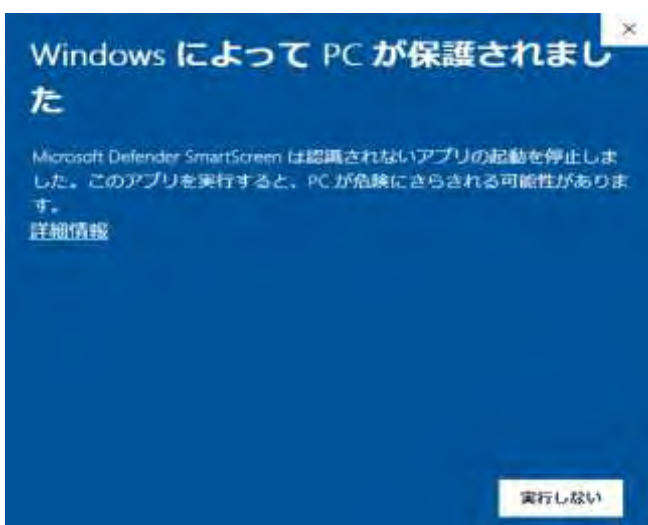 ×
Windows によって PC が保護されまし
た
Microsoft Defender SmartScreen は認識されないアプリの起動を停止しま
した。このアプリを実行すると、PC が危険にさらされる可能性がありま
す。
詳細情報
実行しない